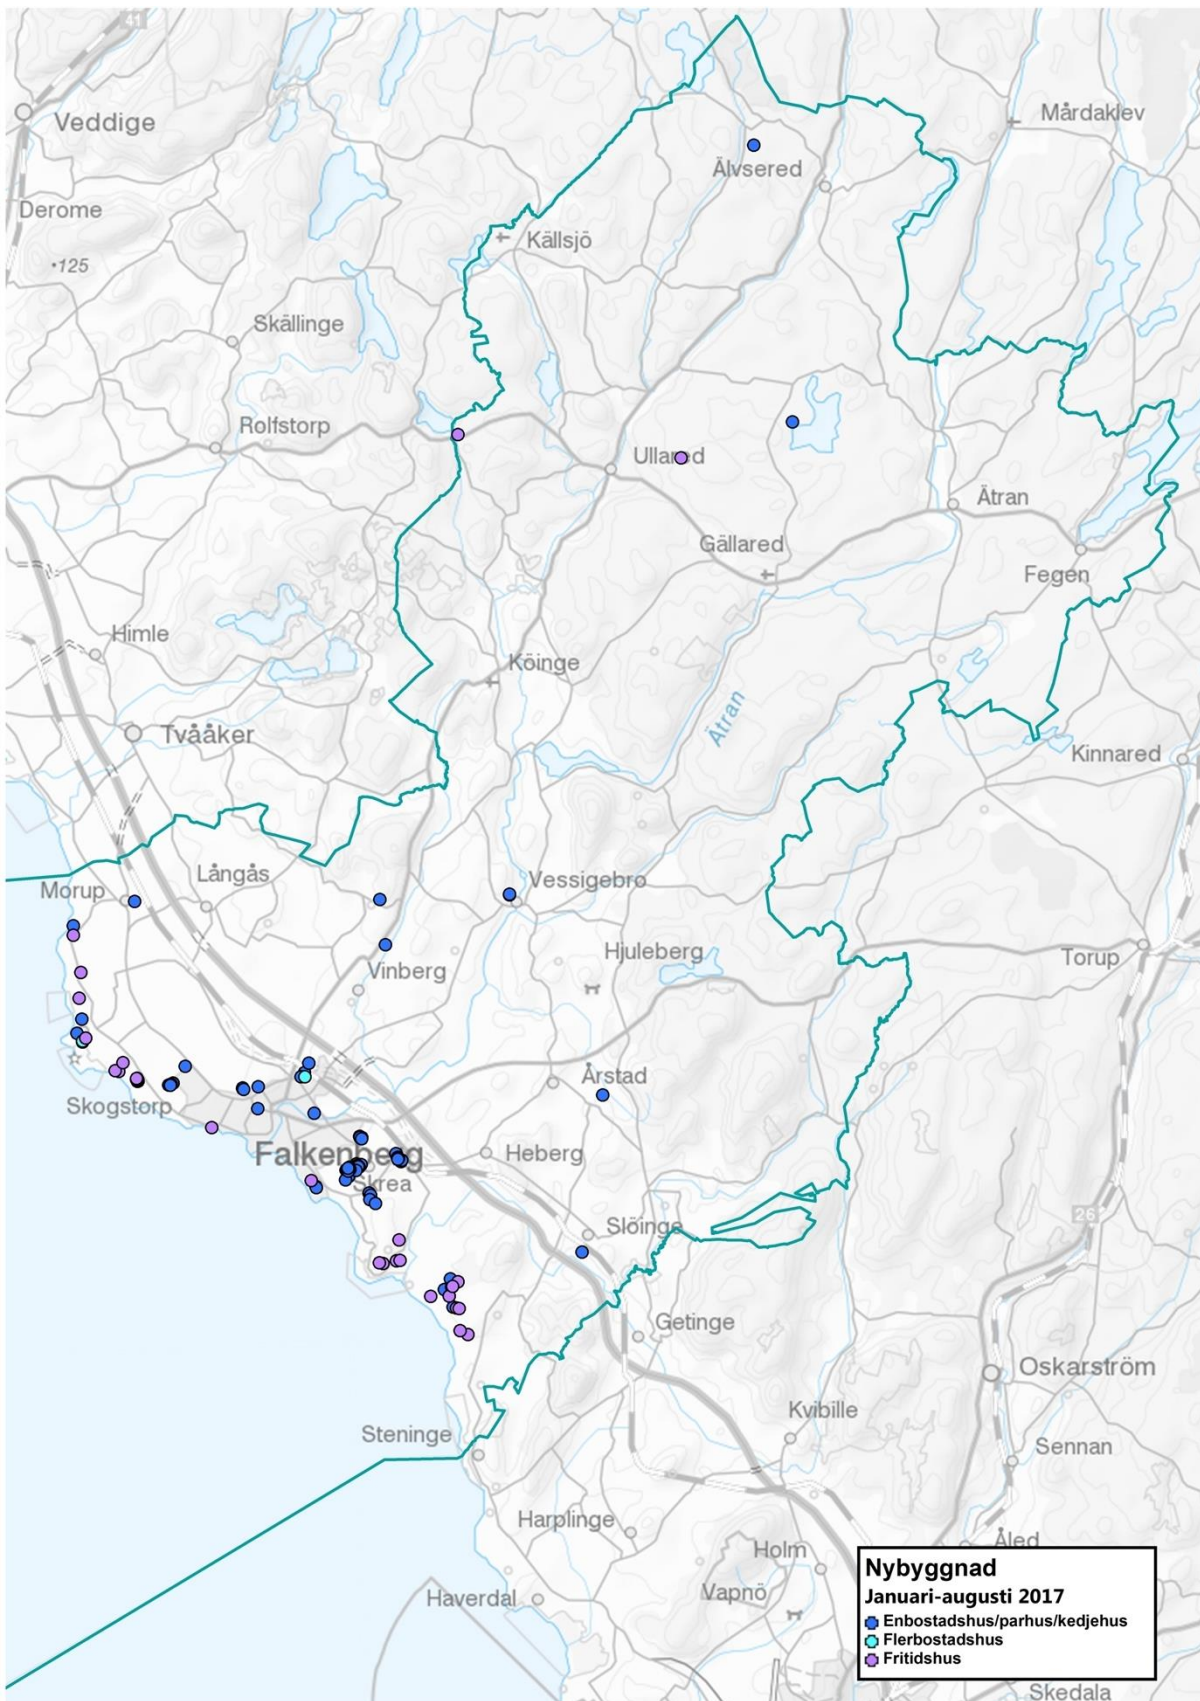 41
Veddige
Mårdaklev
Älvsered
Derome
Källsjö
•125
Skällinge
Rolfstorp
Ullared
Ätran
Gällared
Fegen
Himle
Köinge
Ätran
Tvååker
Kinnared
Långås
Vessigebro
Morup
Hjuleberg
Torup
Vinberg
Årstad
Skogstorp
Falkenberg
Heberg
Skrea
26
Slöinge
Getinge
Oskarström
Kvibille
Steninge
Sennan
Harplinge
Åled
Holm
Vapnö
Haverdal
Nybyggnad
Januari-augusti 2017
Enbostadshus/parhus/kedjehus
Flerbostadshus
Fritidshus
Skedala